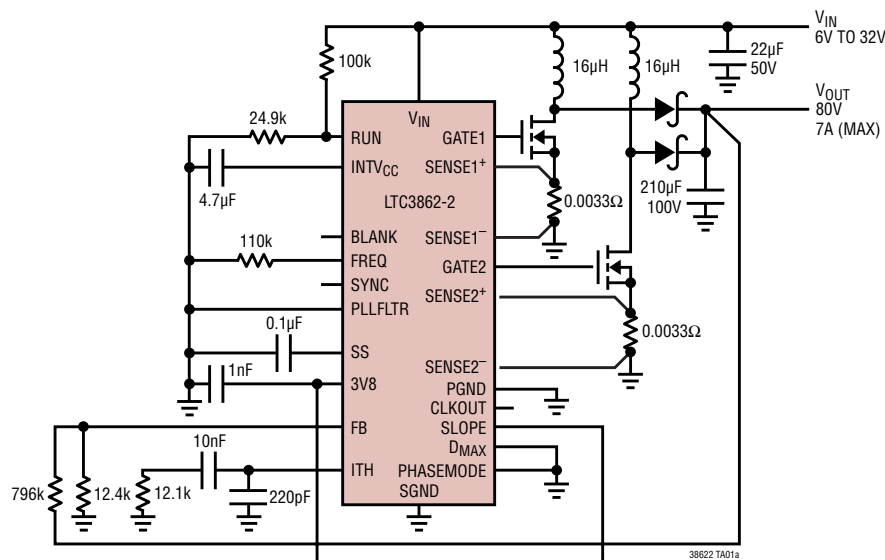 VIN
6V TO 32V
22µF
50V
100k
16µH
16µH
VOUT
80V
7A (MAX)
24.9k
VIN
RUN
GATE1
INTVCC
SENSE1+
4.7µF
LTC3862-2
0.0033Ω
210µF
100V
BLANK
SENSE1–
110k
FREQ
GATE2
SYNC
SENSE2+
PLLFLTR
0.1µF
0.0033Ω
SS
SENSE2–
1nF
3V8
PGND
CLKOUT
FB
SLOPE
10nF
DMAX
ITH
PHASEMODE
796k
12.4k
12.1k
220pF
SGND
38622 TA01a